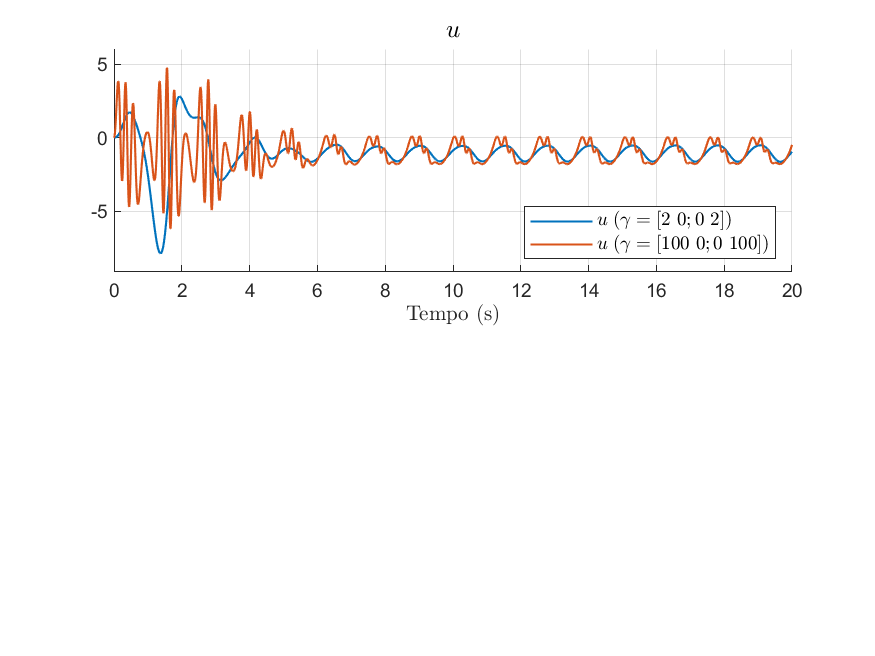 u
5
0
-5
u (γ = [2 0; 0 2])
u (γ = [100 0; 0 100])
0 2 4 6 8 10 12 14 16 18 20
Tempo (s)